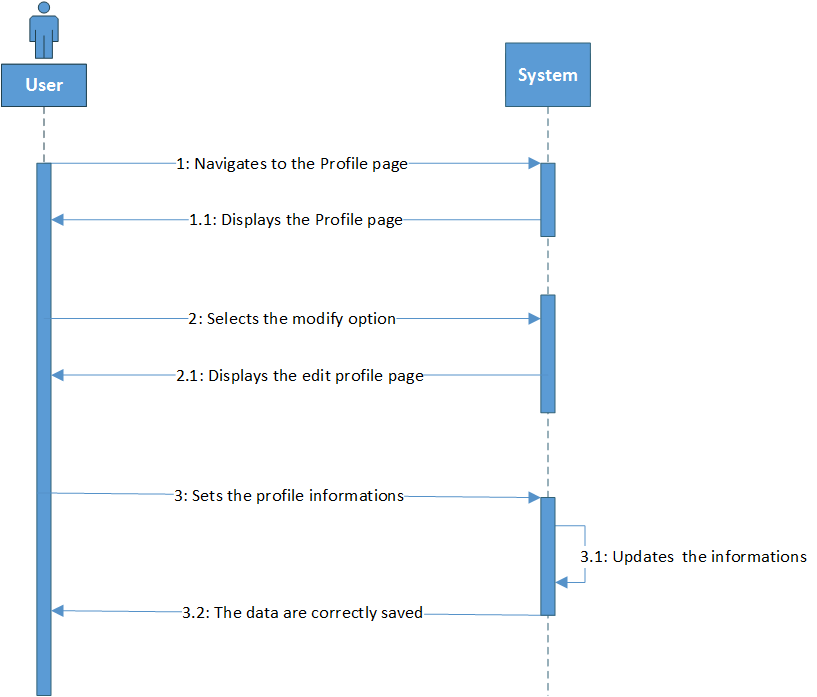 User
System
1: Navigates to the Profile page
1.1: Displays the Profile page
2: Selects the modify option
2.1: Displays the edit profile page
3: Sets the profile informations
3.1: Updates  the informations
3.2: The data are correctly saved